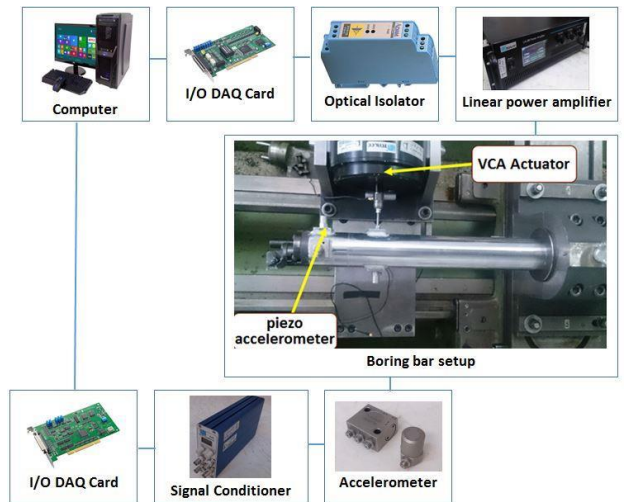 Computer
I/O DAQ Card
Optical Isolator
Linear power amplifier
VCA Actuator
piezo
accelerometer
Boring bar setup
I/O DAQ Card
Signal Conditioner
Accelerometer